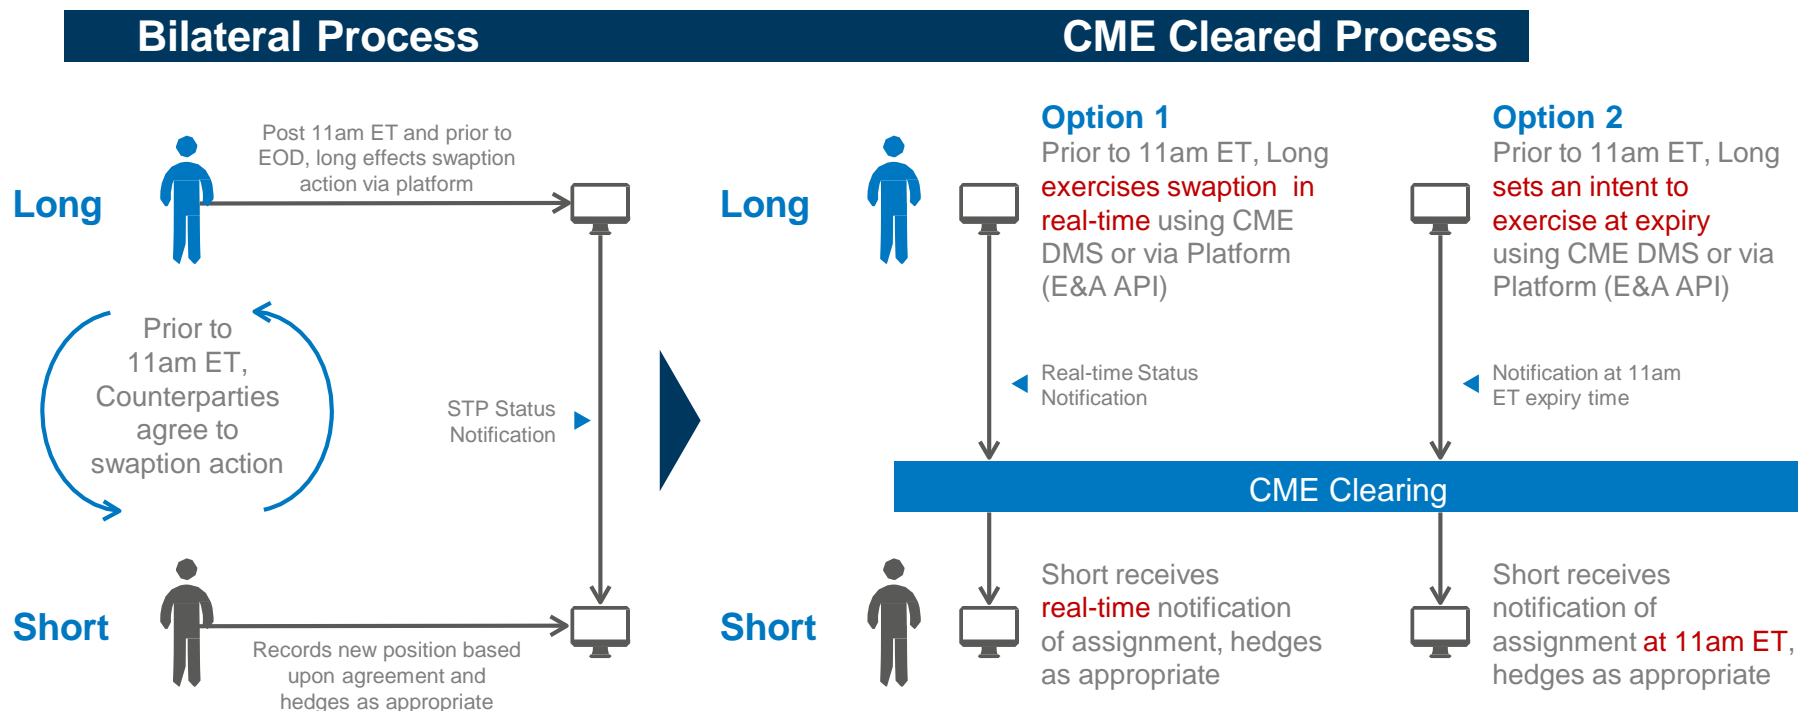 Bilateral Process
CME Cleared Process
Long
Post 11am ET and prior to
EOD, long effects swaption
action via platform
Prior to
11am ET,
Counterparties
agree to
swaption action
STP Status
Notification
Short
Records new position based
upon agreement and
hedges as appropriate
Long
Option 1
Prior to 11am ET, Long
exercises swaption in
real-time using CME
DMS or via Platform
(E&A API)
Real-time Status
Notification
Option 2
Prior to 11am ET, Long
sets an intent to
exercise at expiry
using CME DMS or via
Platform (E&A API)
Notification at 11am
ET expiry time
CME Clearing
Short
Short receives
real-time notification
of assignment, hedges
as appropriate
Short receives
notification of
assignment at 11am ET,
hedges as appropriate